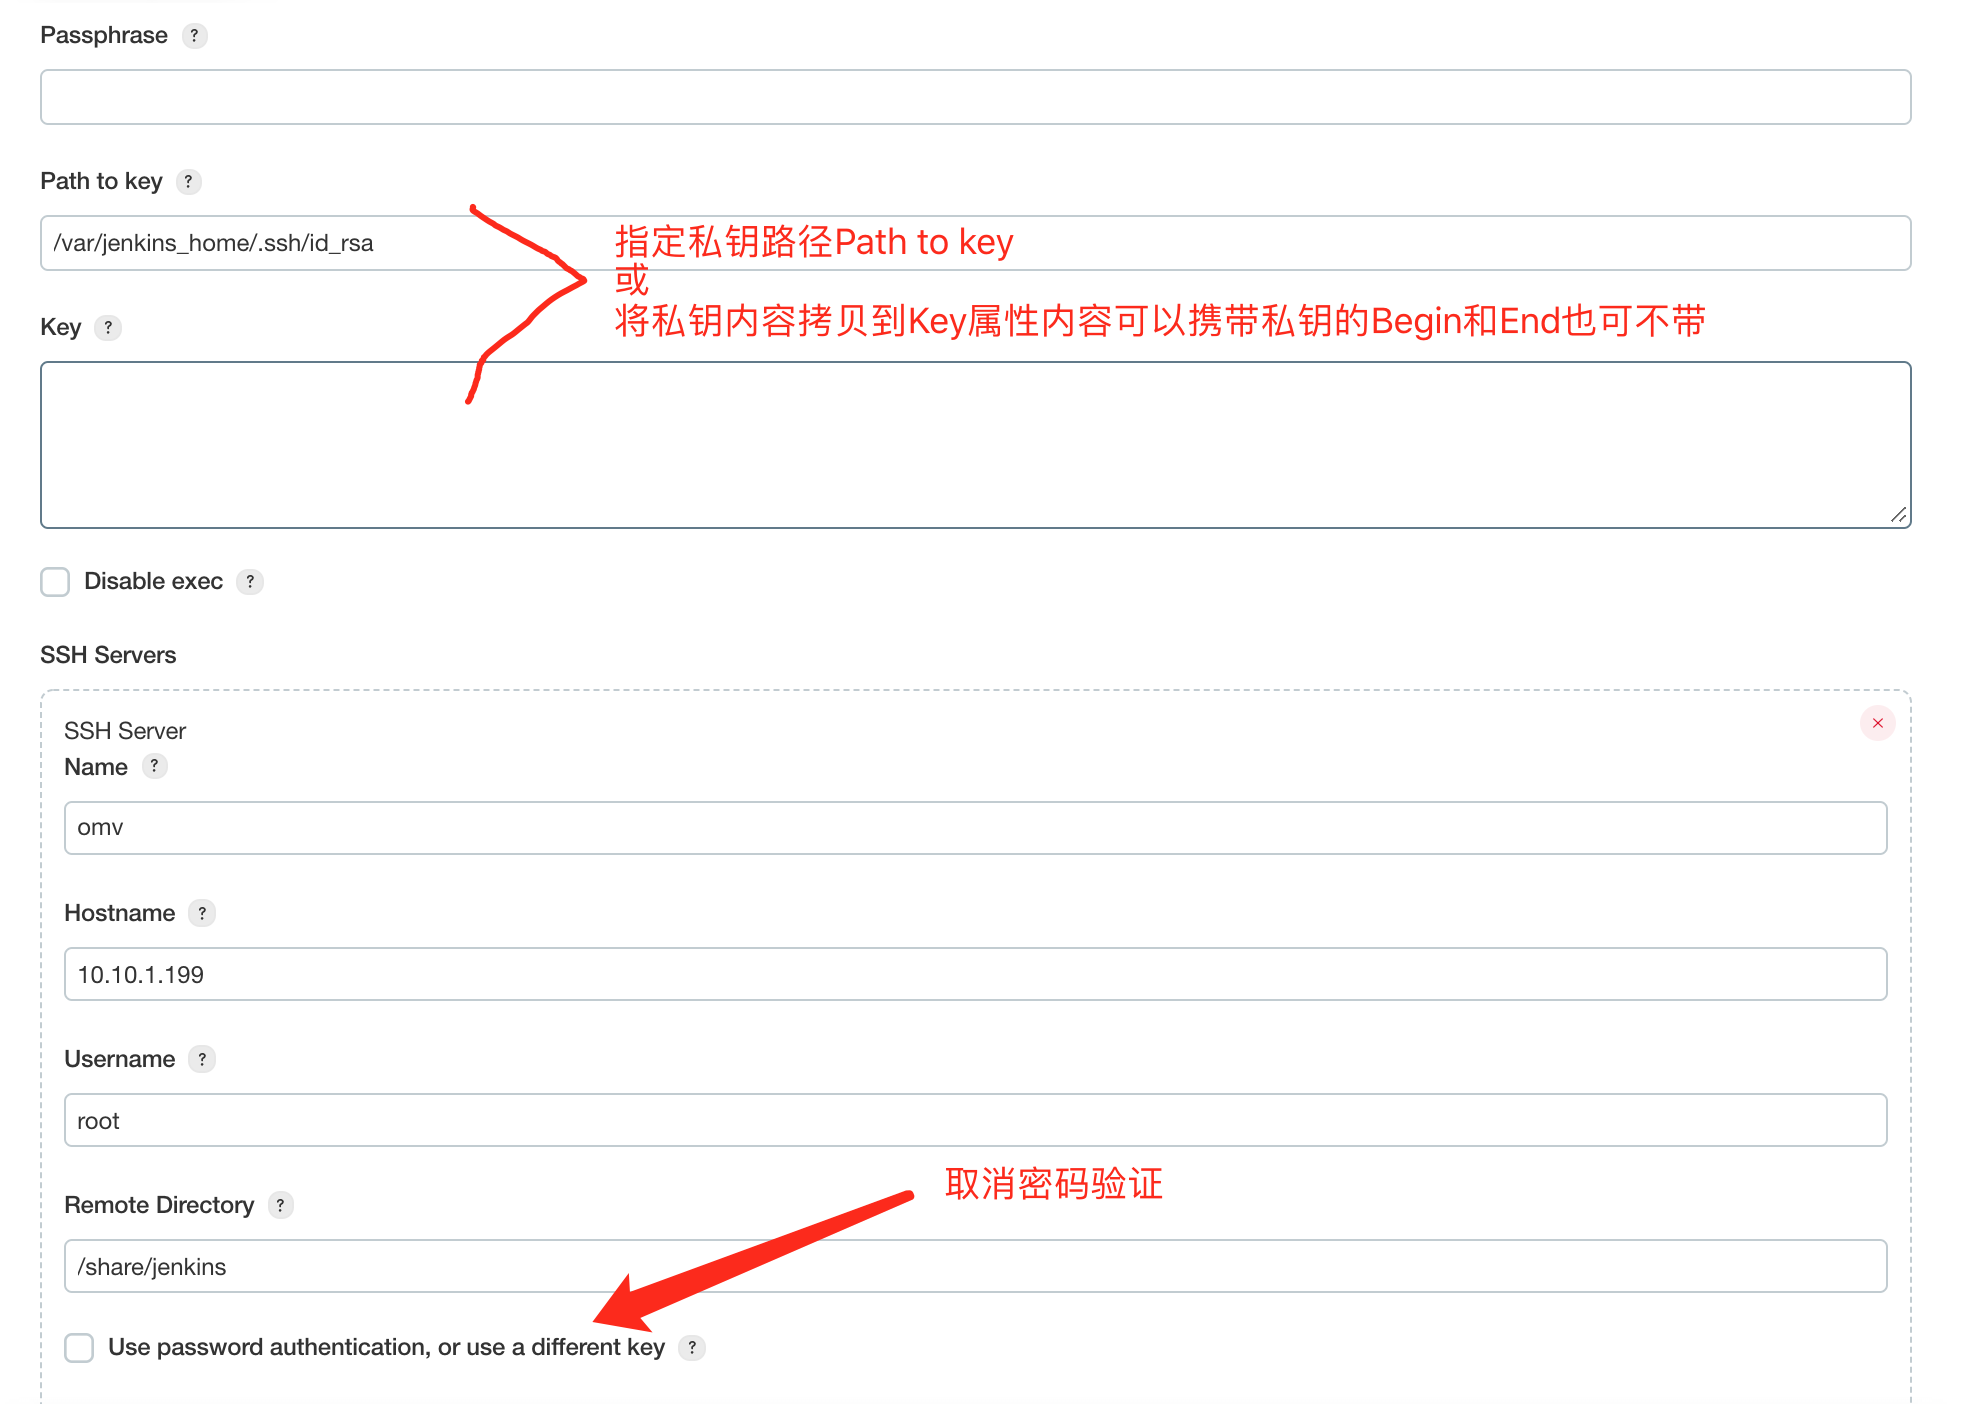 Passphrase ?
Path to key ?
/var/jenkins_home/.ssh/id_rsa
指定私钥路径Path to key
或
将私钥内容拷贝到Key属性内容可以携带私钥的Begin和End也可不带
Key ?
Disable exec ?
SSH Servers
SSH Server
Name ?
omv
Hostname ?
10.10.1.199
Username ?
root
取消密码验证
Remote Directory ?
/share/jenkins
Use password authentication, or use a different key ?